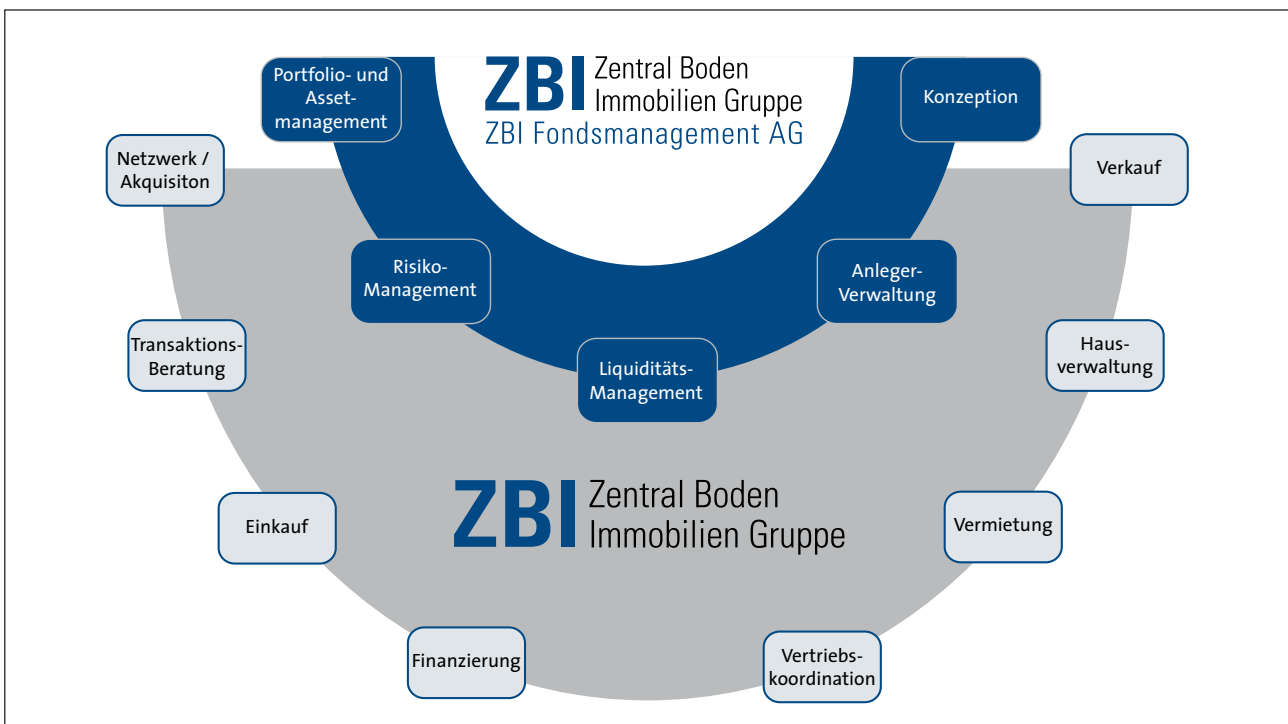 ZBI Zentral Boden
Immobilien Gruppe
ZBI Fondsmanagement AG
Portfolio- und
Asset-
management
Konzeption
Netzwerk /
Akquisiton
Verkauf
Risiko-
Management
Anleger-
Verwaltung
Transaktions-
Beratung
Liquiditäts-
Management
Haus-
verwaltung
ZBI Zentral Boden
Immobilien Gruppe
Einkauf
Vermietung
Finanzierung
Vertriebs-
koordination